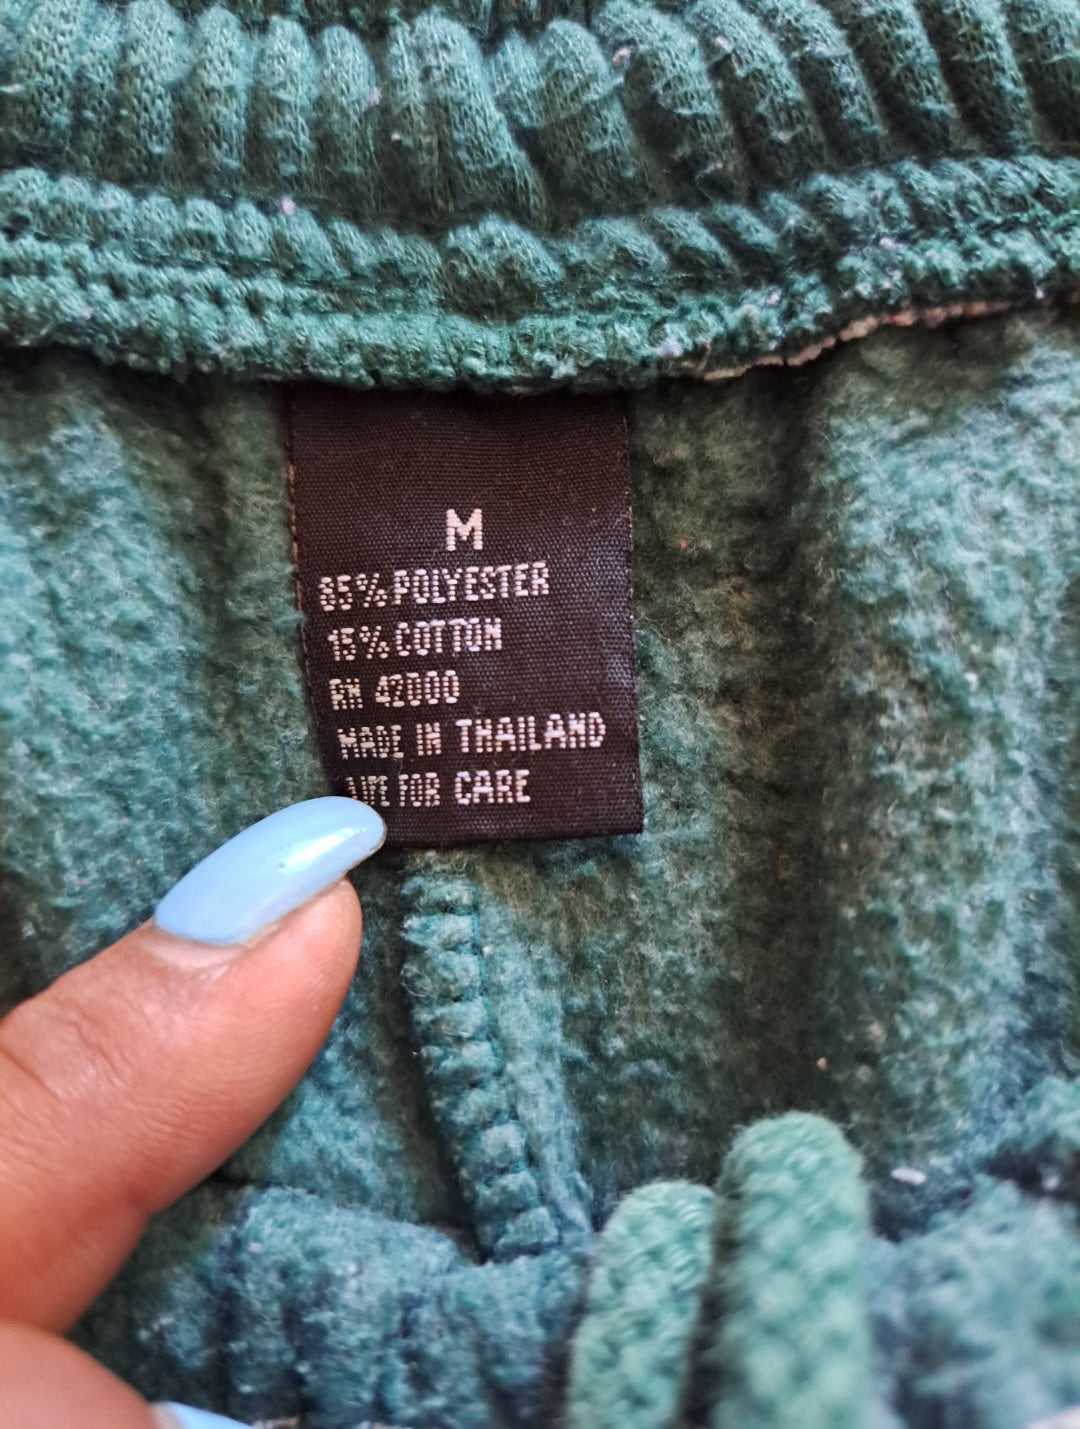 M
85% POLYESTER
15% COTTON
RN 42000
MADE IN THAILAND
FOR CARE